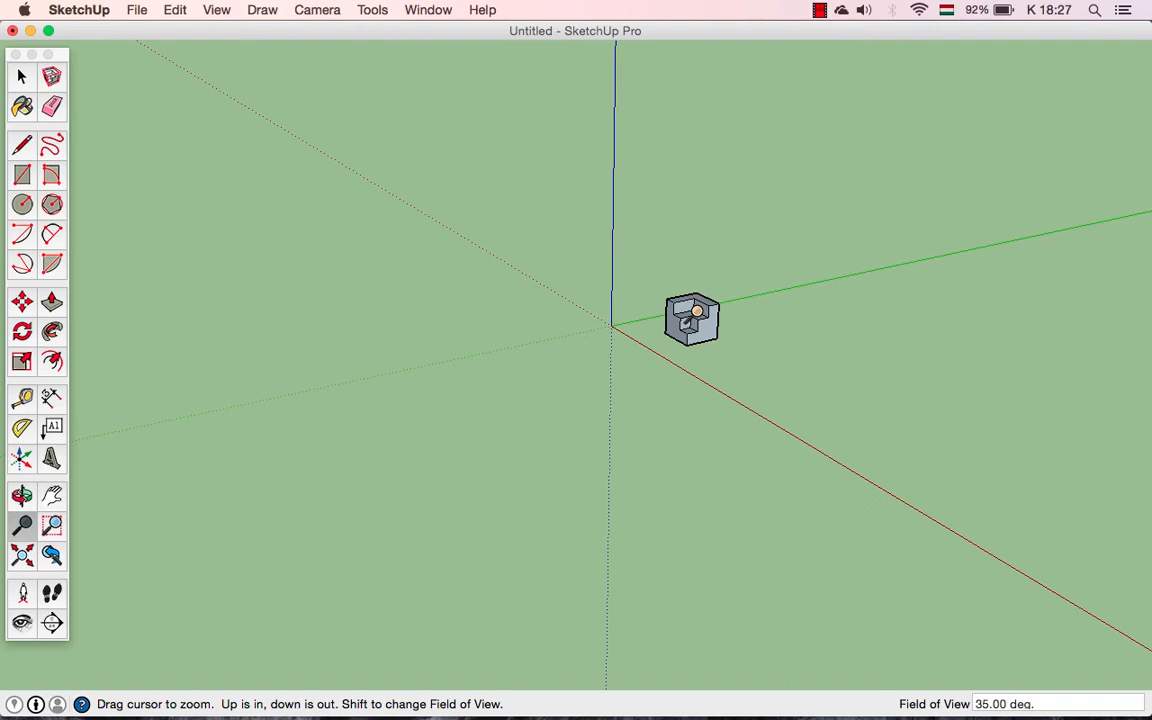 SketchUp File Edit View Draw Camera Tools Window Help 92% K 18:27
Untitled - SketchUp Pro
A1
Drag cursor to zoom. Up is in, down is out. Shift to change Field of View. Field of View 35.00 deg.